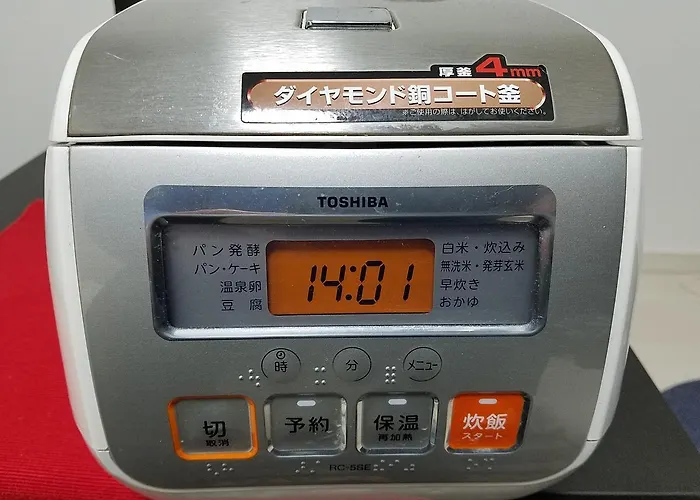 厚釜4mm
ダイヤモンド銅コート釜
※ご使用の際は、はがしてお使いください。
TOSHIBA
パン発酵
パン・ケーキ
温泉卵
豆腐
14:01
白米・炊込み
無洗米・発芽玄米
早炊き
おかゆ
時
分
メニュー
切
取消
予約
保温
再加熱
炊飯
スタート